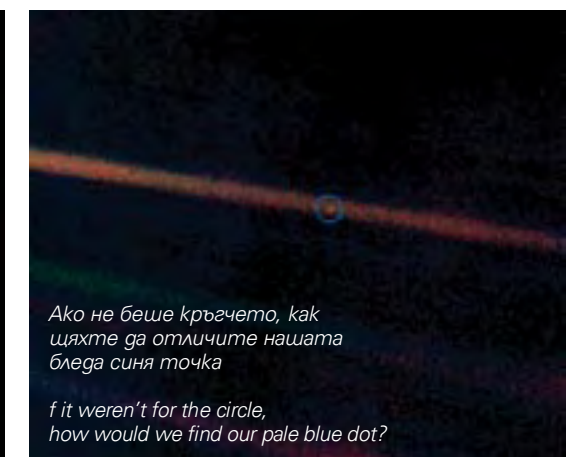 Ако не беше кръгчето, как
щяхте да отличите нашата
бледа синя точка
f it weren't for the circle,
how would we find our pale blue dot?